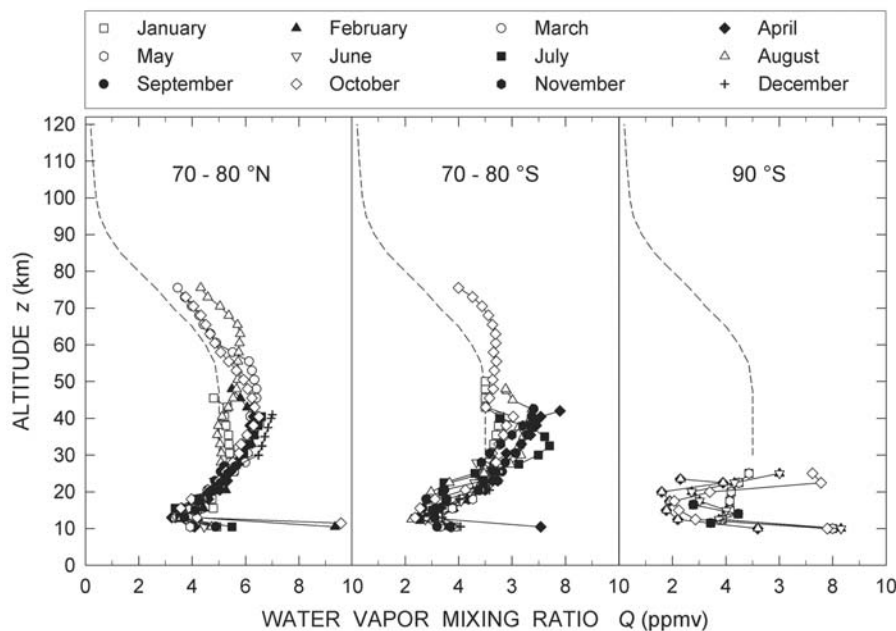 January February March April
May June July August
September October November December
120
110
100
90
80
70
60
50
40
30
20
10
0
70 - 80 °N 70 - 80 °S 90 °S
ALTITUDE z (km)
0 2 4 6 8 10 2 4 3 8 10 2 4 6 8 10
WATER VAPOR MIXING RATIO Q (ppmv)